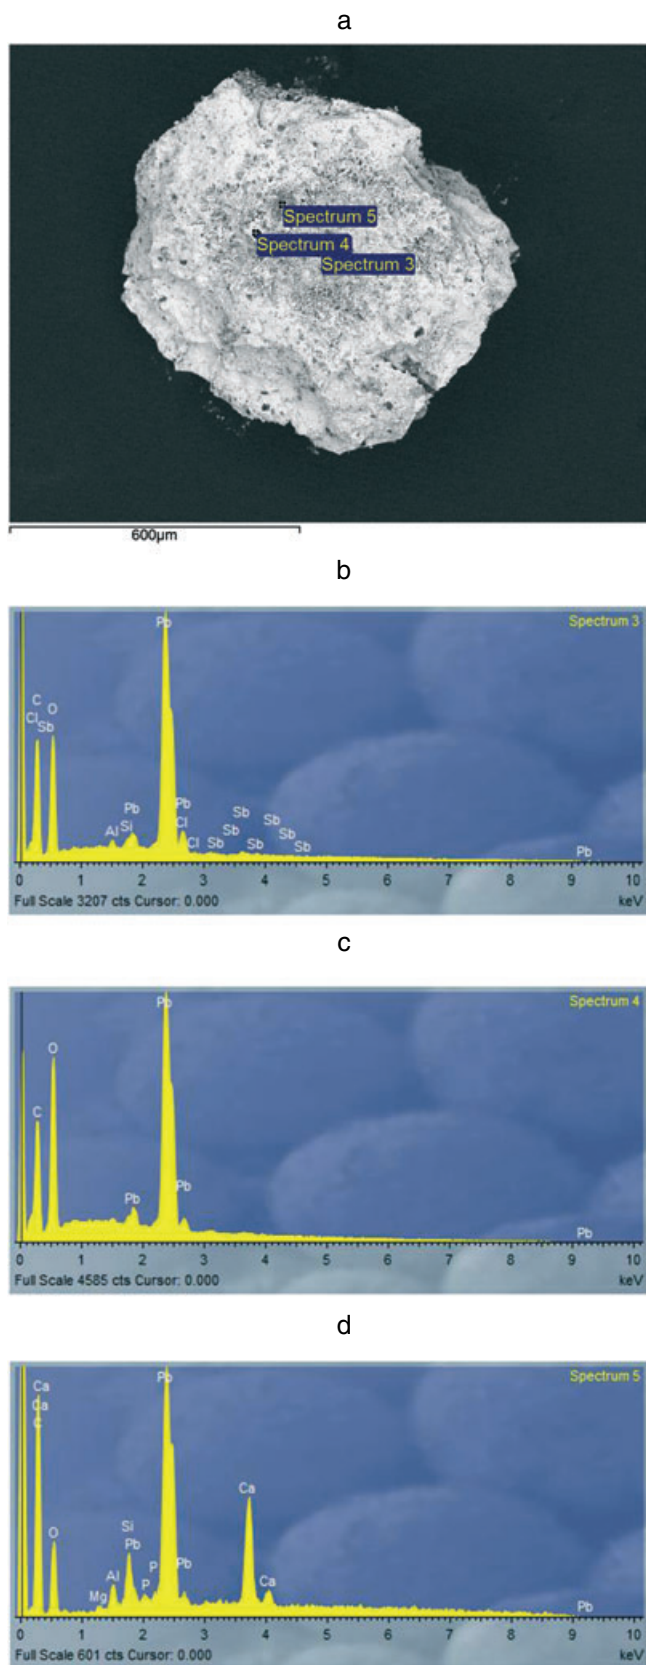 a
Spectrum 5
Spectrum 4
Spectrum 3
600µm
b
Spectrum 3
Pb
C
O
Cl
Sb
Pb
Pb
Al
Si
Cl
Cl
Sb
Sb
Sb
Sb
Sb
Sb
Sb
Pb
0 1 2 3 4 5 6 7 8 9 10
Full Scale 3207 cts Cursor: 0.000 keV
c
Spectrum 4
Pb
O
C
Pb
Pb
Pb
0 1 2 3 4 5 6 7 8 9 10
Full Scale 4585 cts Cursor: 0.000 keV
d
Spectrum 5
Pb
Ca
Ca
C
Ca
O
Si
Pb
P
Pb
Al
P
Mg
Ca
Pb
0 1 2 3 4 5 6 7 8 9 10
Full Scale 601 cts Cursor: 0.000 keV